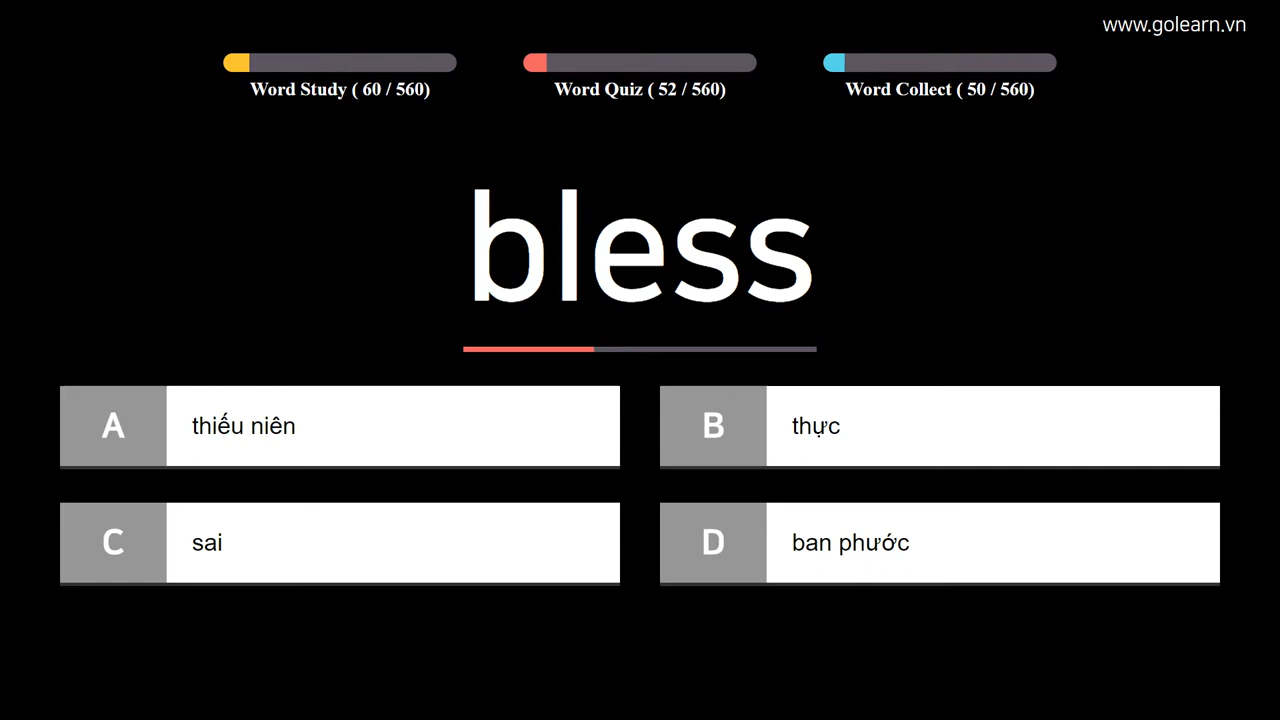 www.golearn.vn
Word Study ( 60 / 560)
Word Quiz ( 52 / 560)
Word Collect ( 50 / 560)
bless
A thiếu niên
B thực
C sai
D ban phước